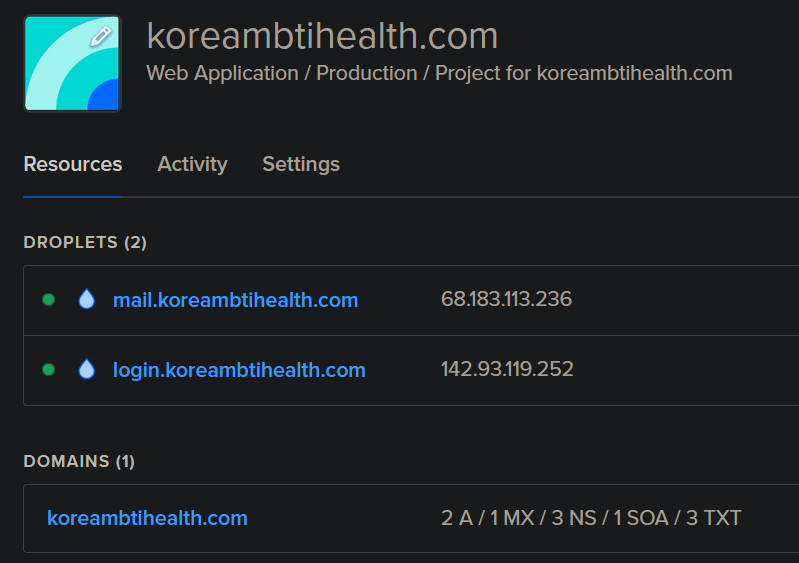 koreambtihealth.com
Web Application / Production / Project for koreambtihealth.com
Resources Activity Settings
DROPLETS (2)
mail.koreambtihealth.com 68.183.113.236
login.koreambtihealth.com 142.93.119.252
DOMAINS (1)
koreambtihealth.com 2 A / 1 MX / 3 NS / 1 SOA / 3 TXT